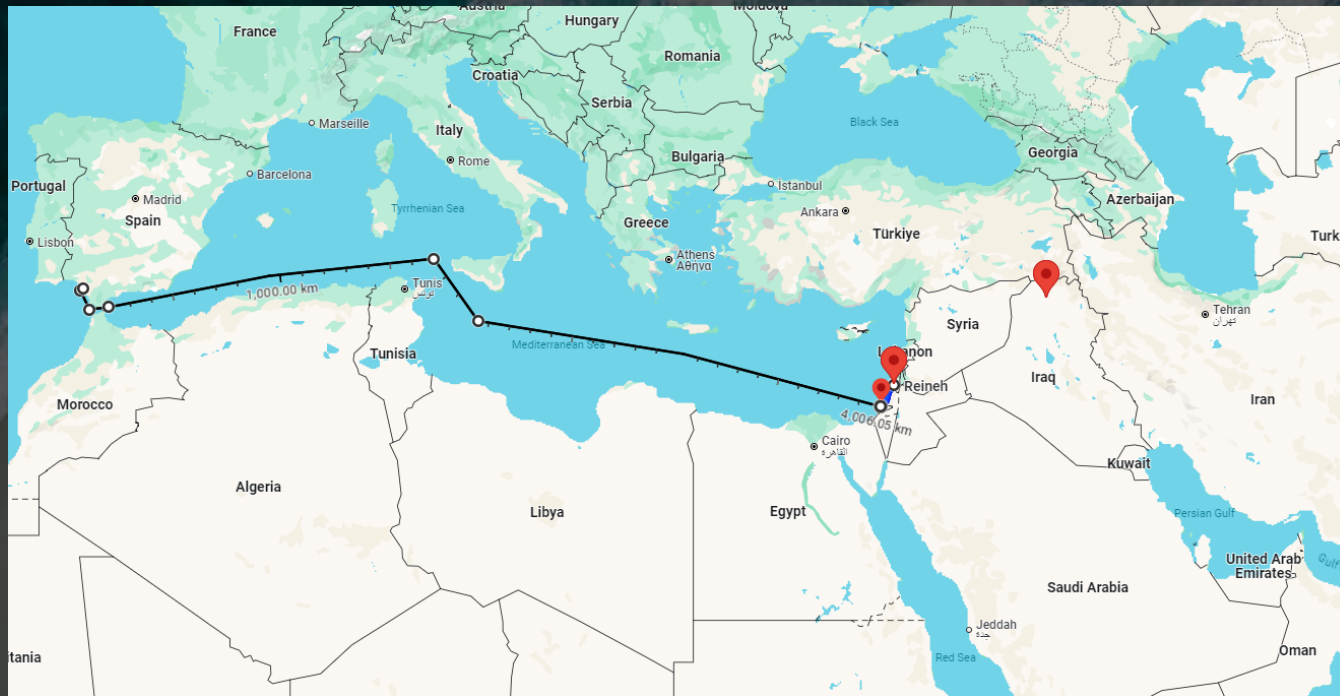 Austria
Moldova
France
Hungary
Romania
Croatia
Serbia
Marseille
Italy
Black Sea
Bulgaria
Georgia
Rome
Barcelona
Portugal
Madrid
İstanbul
Azerbaijan
Spain
Tyrrhenian Sea
Ankara
Greece
Türkiye
Lisbon
Athens
Αθήνα
Turk
1,000.00 km
Tunis
تونس
Tehran
تهران
Syria
Mediterranean Sea
Tunisia
Lebanon
Iraq
Reineh
Iran
Morocco
4,006.05 km
Cairo
القاهرة
Kuwait
Algeria
Libya
Egypt
Persian Gulf
United Arab
Emirates
Gulf
Saudi Arabia
Jeddah
جدة
Oman
tania
Red Sea